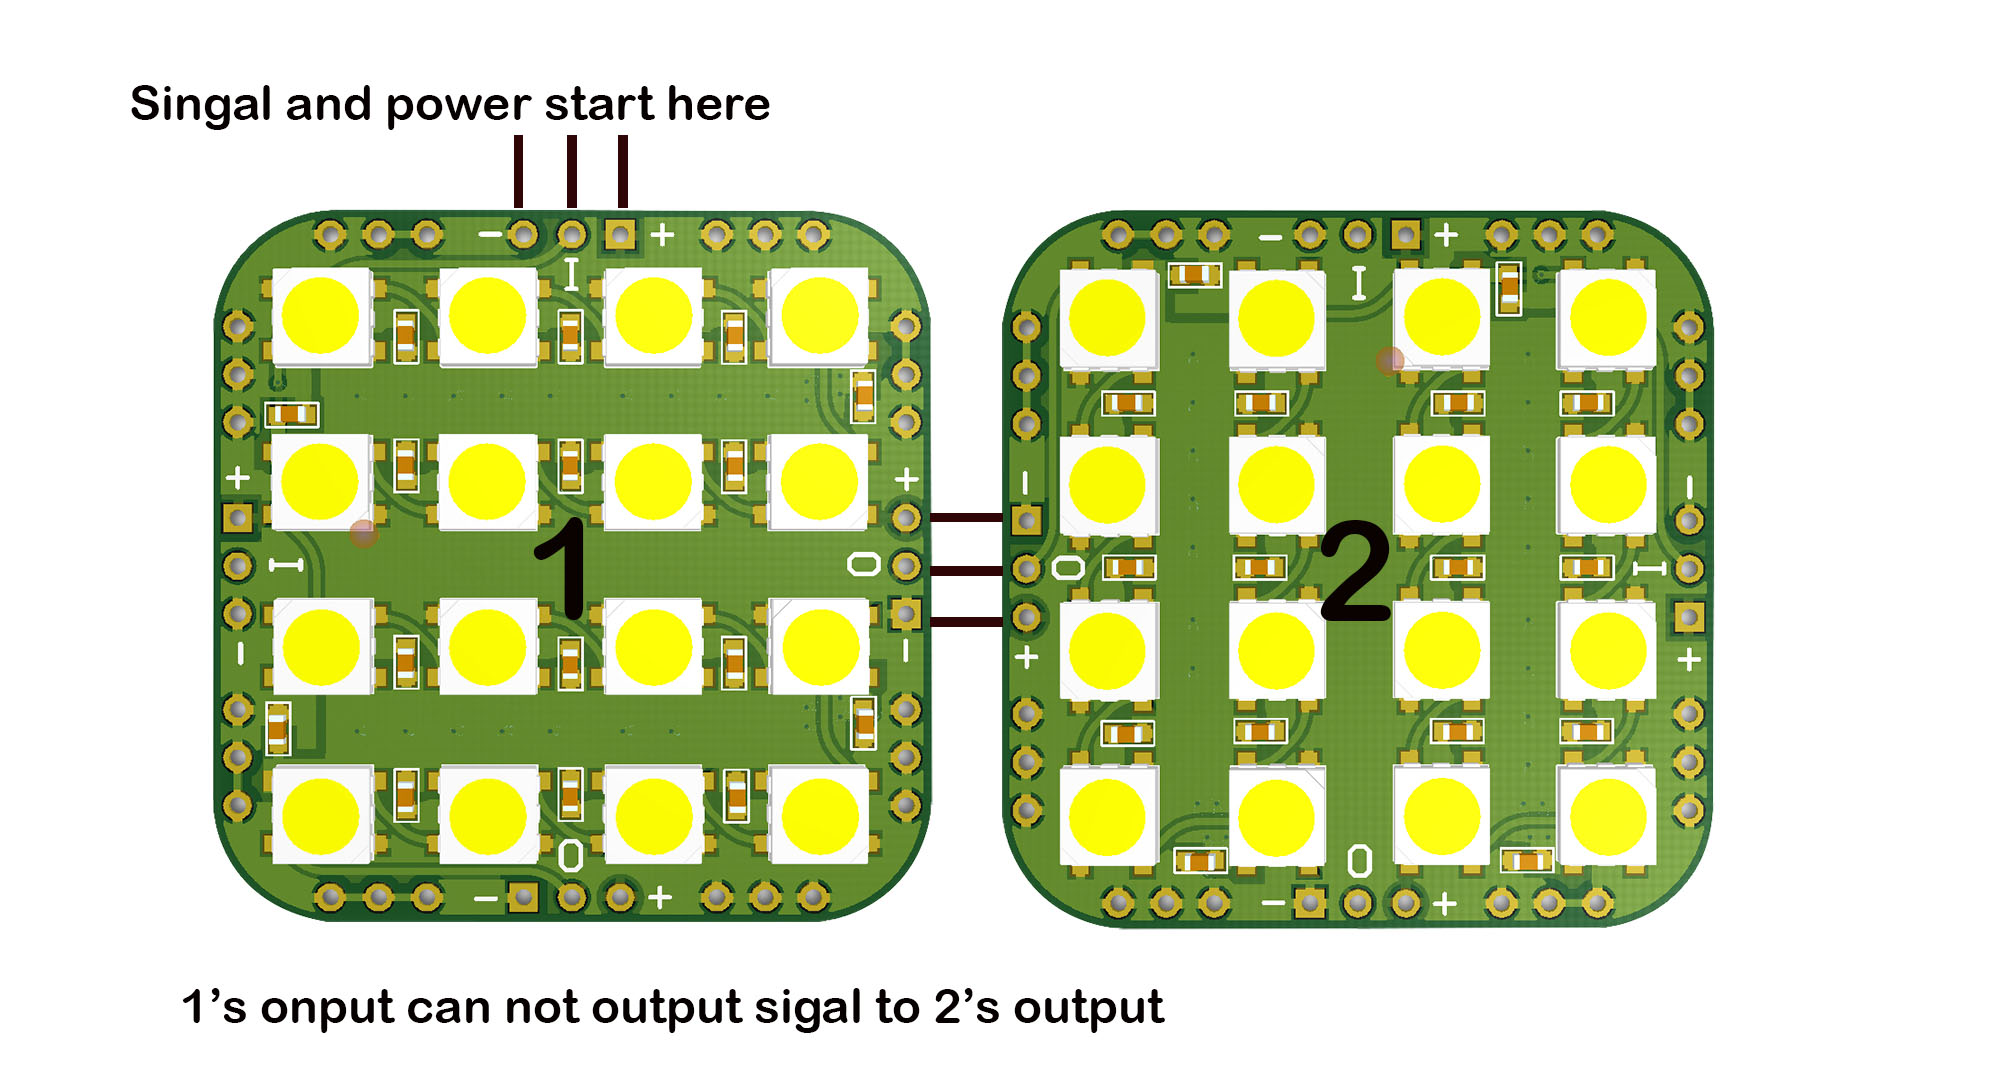 Singal and power start here
- I +
- I +
+ +
- -
1 2
I O
O I
- -
+ +
O O
- +
- +
1’s onput can not output sigal to 2’s output